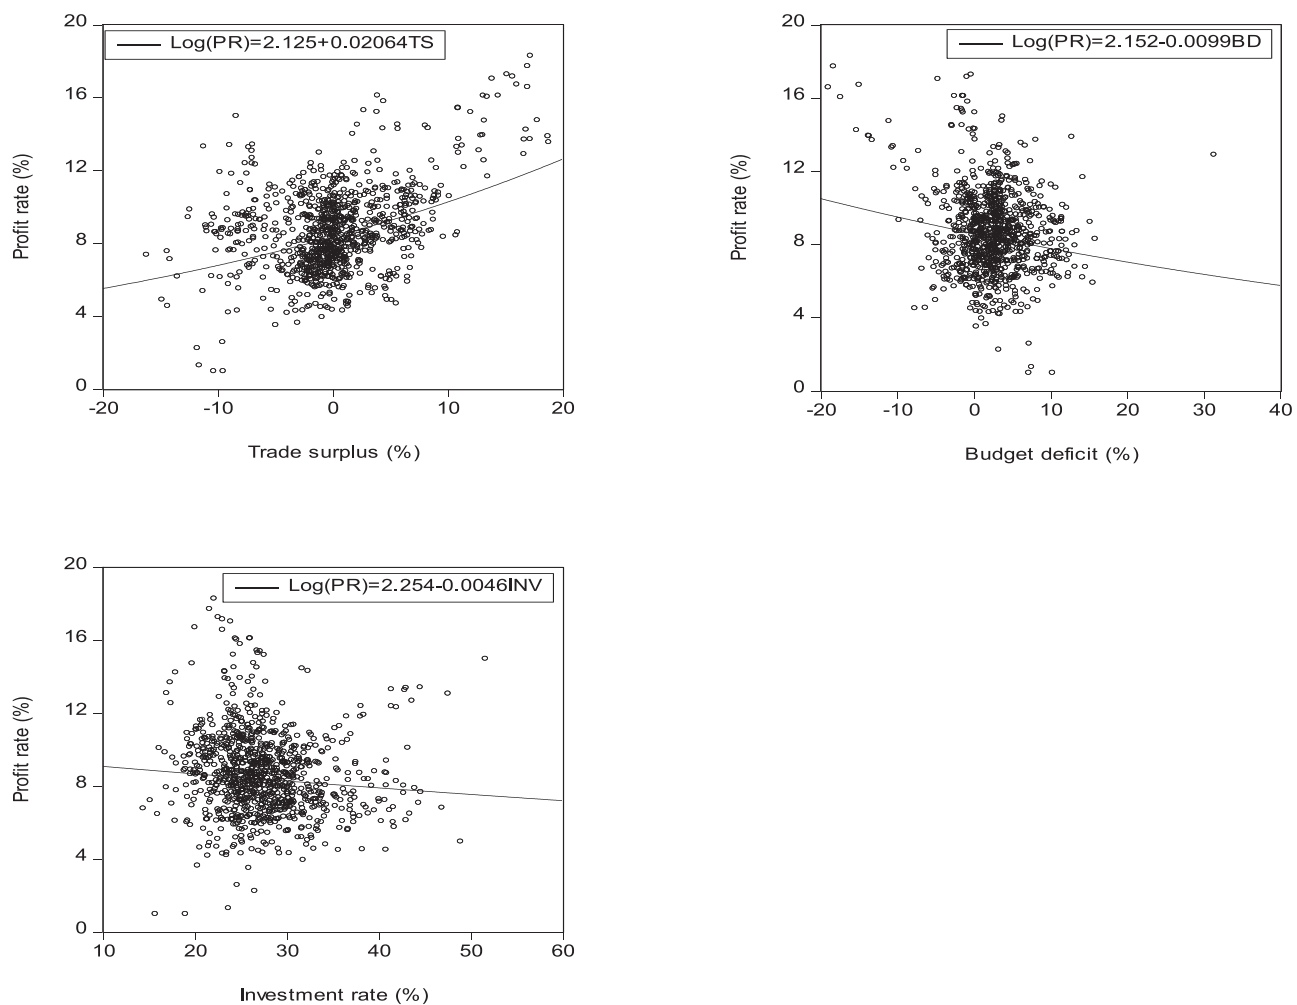 20
16
12
8
4
0
Profit rate (%)
Log(PR)=2.125+0.02064TS
-20 -10 0 10 20
Trade surplus (%)
20
16
12
8
4
0
Profit rate (%)
Log(PR)=2.152-0.0099BD
-20 -10 0 10 20 30 40
Budget deficit (%)
20
16
12
8
4
0
Profit rate (%)
Log(PR)=2.254-0.0046INV
10 20 30 40 50 60
Investment rate (%)